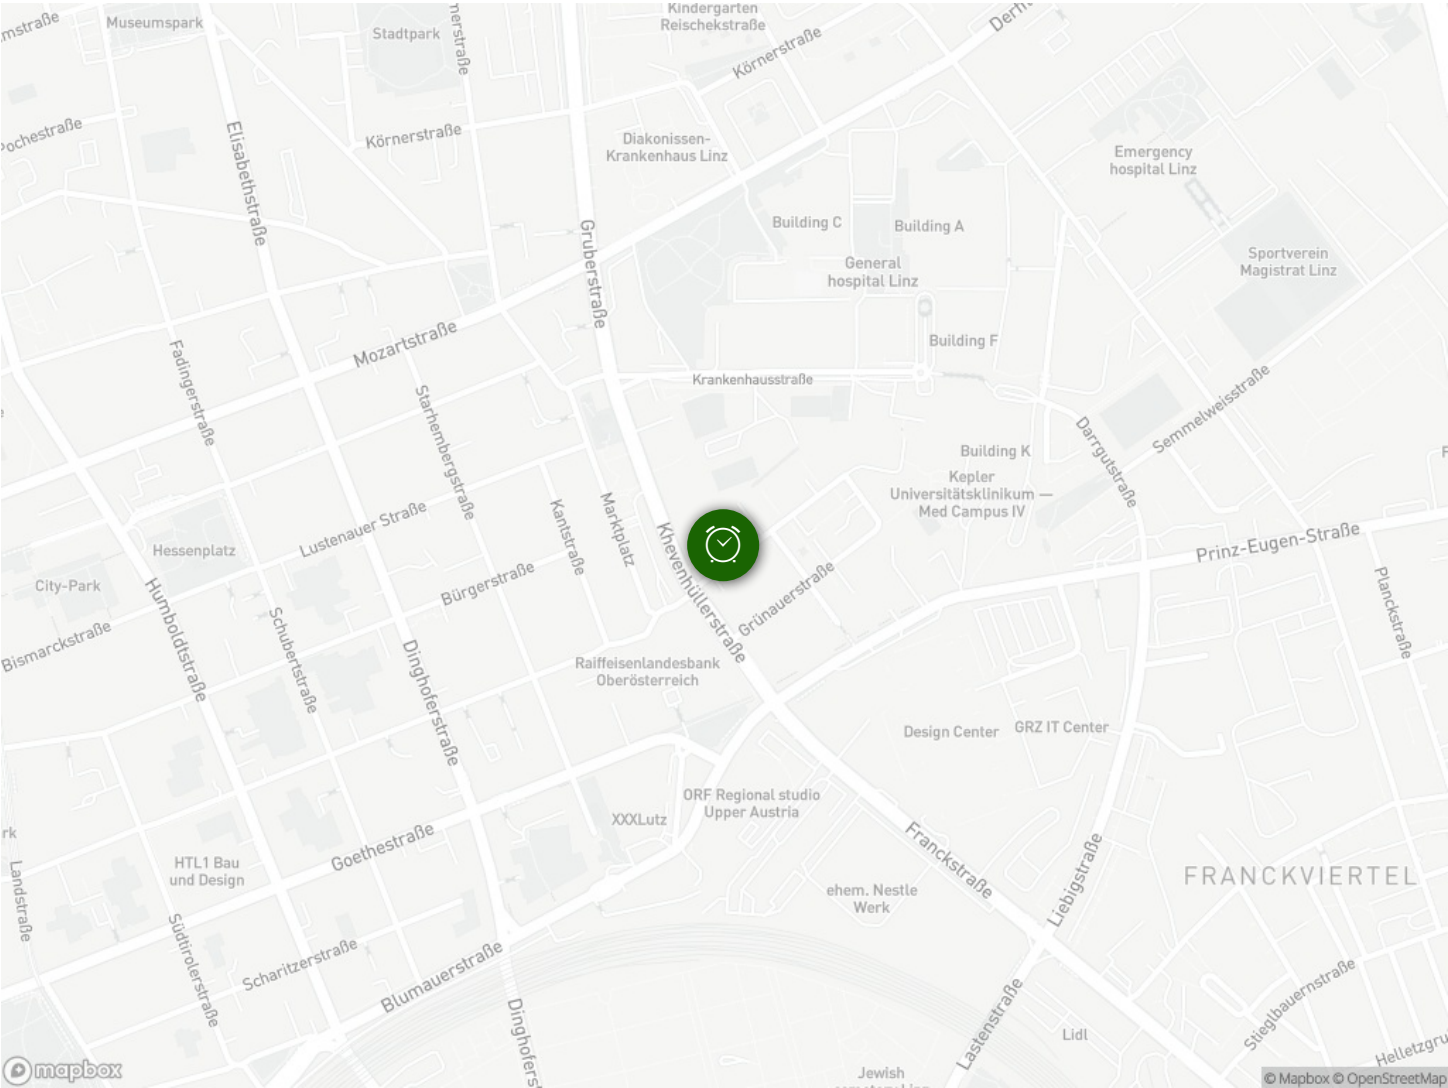 Museumspark
Stadtpark
Kindergarten
Reischekstraße
Körnerstraße
Körnerstraße
Diakonissen-
Krankenhaus Linz
Emergency
hospital Linz
Elisabethstraße
Gruberstraße
Building C
Building A
General
hospital Linz
Sportverein
Magistrat Linz
Building F
Mozartstraße
Krankenhausstraße
Fadingerstraße
Starhembergstraße
Semmelweisstraße
Darrgutstraße
Building K
Kepler
Universitätsklinikum —
Med Campus IV
Lustenauer Straße
Kantstraße
Marktplatz
Khevenhüllerstraße
Hessenplatz
City-Park
Bürgerstraße
Grünauerstraße
Prinz-Eugen-Straße
Planckstraße
Bismarckstraße
Humboldtstraße
Schubertstraße
Dinghoferstraße
Raiffeisenlandesbank
Oberösterreich
Design Center
GRZ IT Center
ORF Regional studio
Upper Austria
XXXLutz
Goethestraße
HTL1 Bau
und Design
Franckstraße
Liebigstraße
FRANCKVIERTEL
ehem. Nestle
Werk
Landstraße
Südtirolerstraße
Scharitzerstraße
Blumauerstraße
Lastenstraße
Stieglbauernstraße
Lidl
Jewish
mapbox
© Mapbox © OpenStreetMap